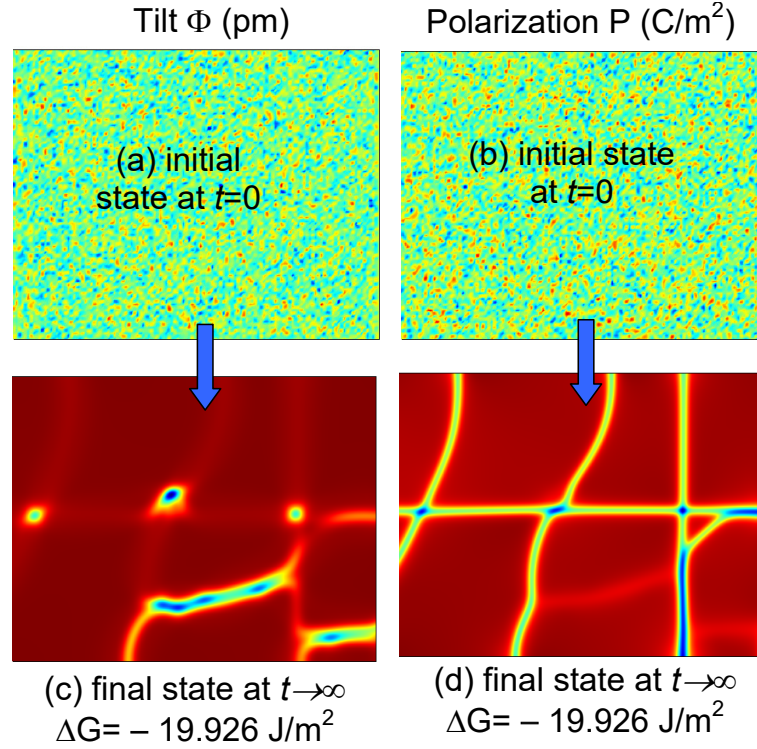 Tilt Φ (pm)
Polarization P (C/m²)
(a) initial
state at t=0
(b) initial state
at t=0
(c) final state at t→∞
ΔG= – 19.926 J/m²
(d) final state at t→∞
ΔG= – 19.926 J/m²